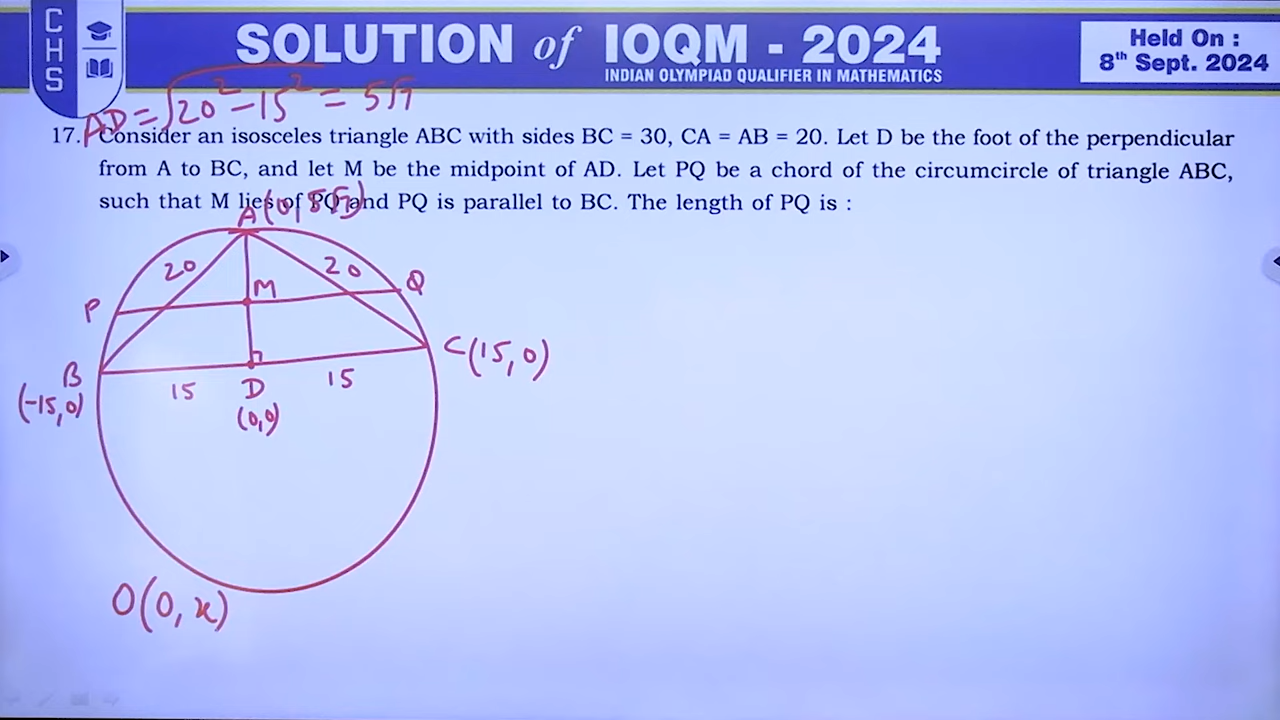 CHS
SOLUTION of IOQM - 2024
INDIAN OLYMPIAD QUALIFIER IN MATHEMATICS
Held On :
8th Sept. 2024
AD = √20² - 15² = 5√7
17. Consider an isosceles triangle ABC with sides BC = 30, CA = AB = 20. Let D be the foot of the perpendicular
from A to BC, and let M be the midpoint of AD. Let PQ be a chord of the circumcircle of triangle ABC,
such that M lies of PQ and PQ is parallel to BC. The length of PQ is :
A(0, 5√7)
20
20
M
P
Q
B
(-15,0)
C(15,0)
15
D
15
(0,0)
O(0, x)